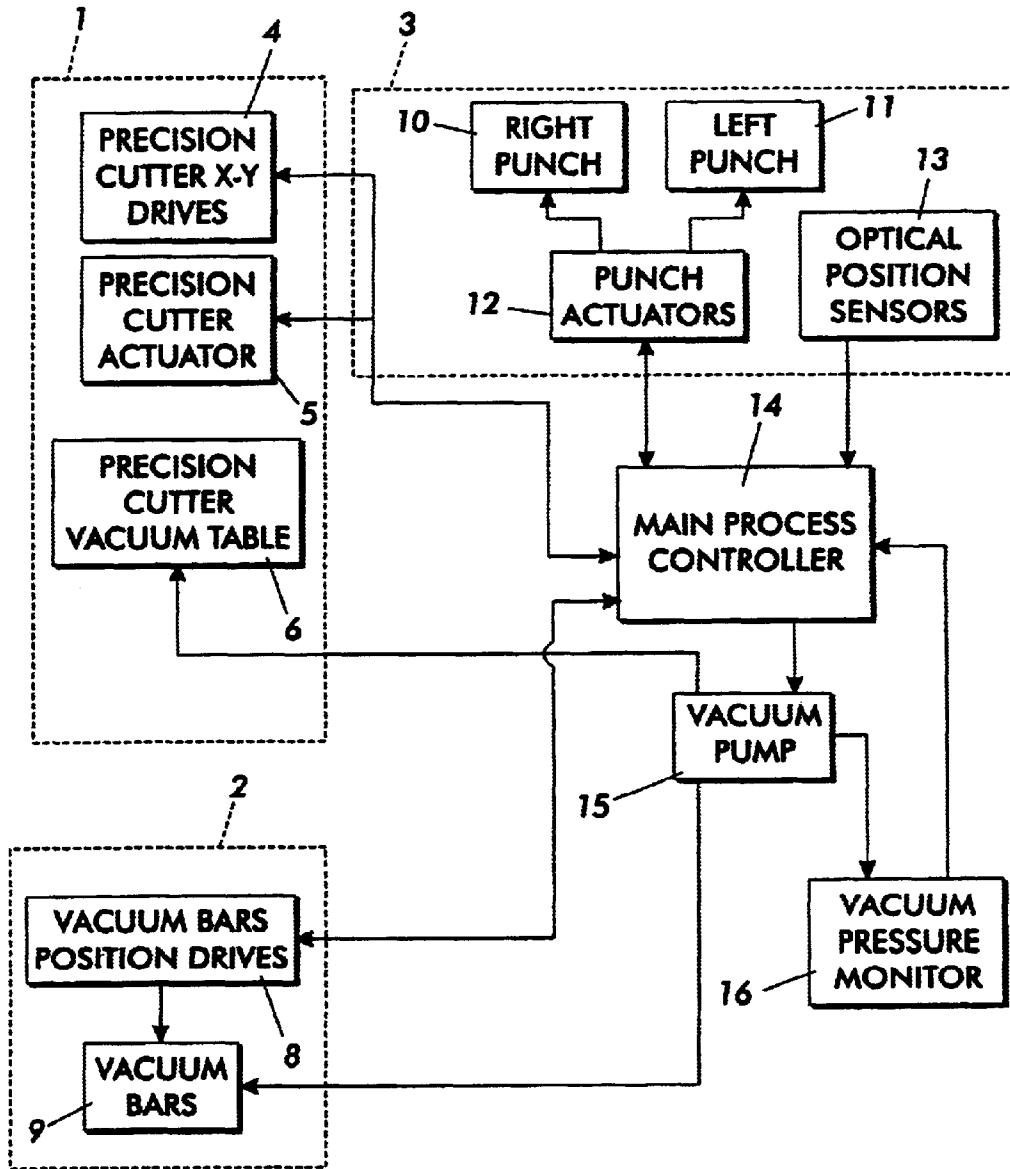 1
4
PRECISION
CUTTER X-Y
DRIVES
PRECISION
CUTTER
ACTUATOR
5
PRECISION
CUTTER
VACUUM TABLE
6
3
10
RIGHT
PUNCH
LEFT
PUNCH
11
12
PUNCH
ACTUATORS
13
OPTICAL
POSITION
SENSORS
14
MAIN PROCESS
CONTROLLER
VACUUM
PUMP
15
2
VACUUM BARS
POSITION DRIVES
8
VACUUM
BARS
9
VACUUM
PRESSURE
MONITOR
16